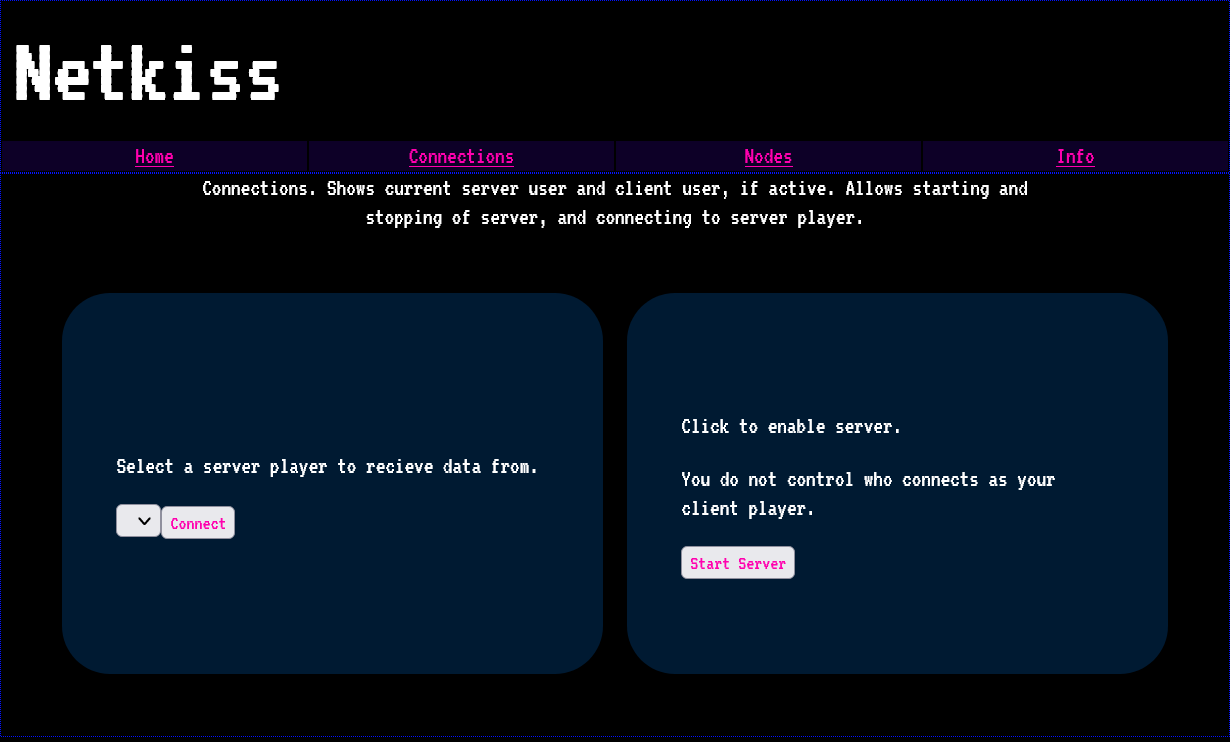 Netkiss
Home
Connections
Nodes
Info
Connections. Shows current server user and client user, if active. Allows starting and
stopping of server, and connecting to server player.
Select a server player to recieve data from.
Connect
Click to enable server.
You do not control who connects as your
client player.
Start Server